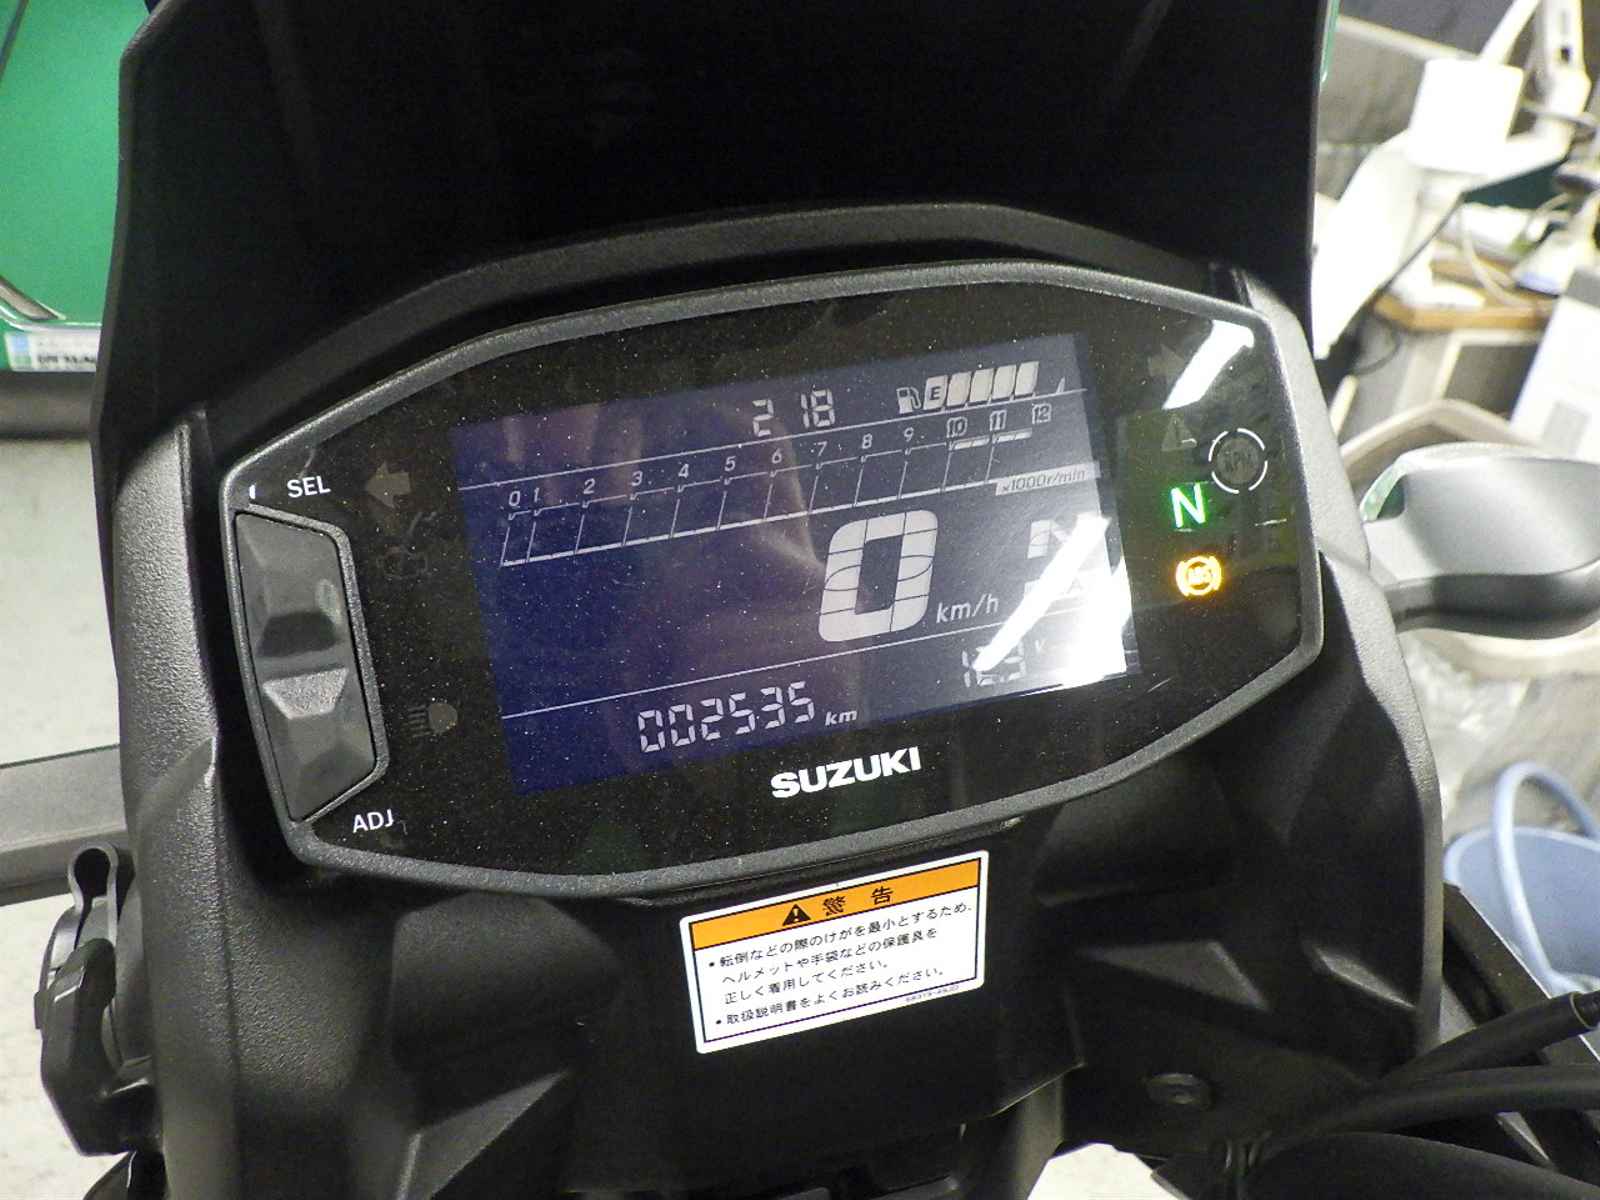 2 18
E
0 1 2 3 4 5 6 7 8 9 10 11 12
x1000r/min
SEL
N
0 km/h
N
ABS
002535 km
SUZUKI
ADJ
警告
• 転倒などの際のけがを最小とするため、
ヘルメットや手袋などの保護具を
正しく着用してください。
• 取扱説明書をよくお読みください。